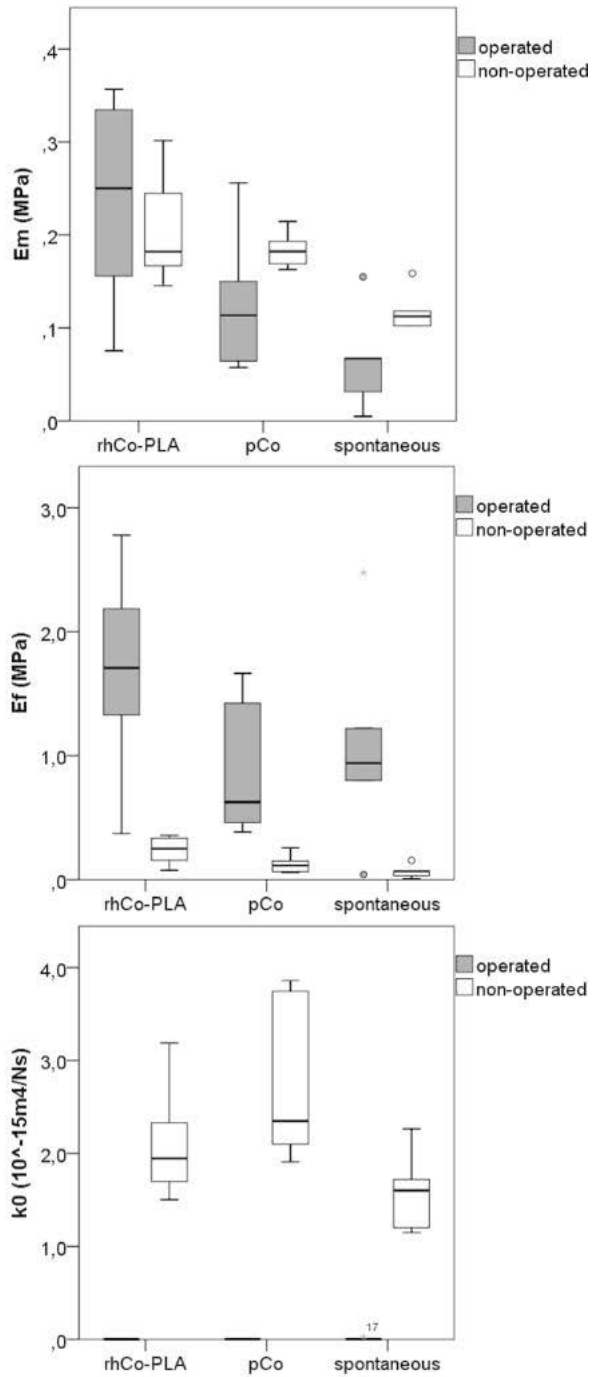 ,4
,3
,2
,1
,0
Em (MPa)
operated
non-operated
rhCo-PLA pCo spontaneous
3,0
2,0
1,0
,0
Ef (MPa)
operated
non-operated
rhCo-PLA pCo spontaneous
4,0
3,0
2,0
1,0
,0
k0 (10^-15m4/Ns)
operated
non-operated
17
rhCo-PLA pCo spontaneous